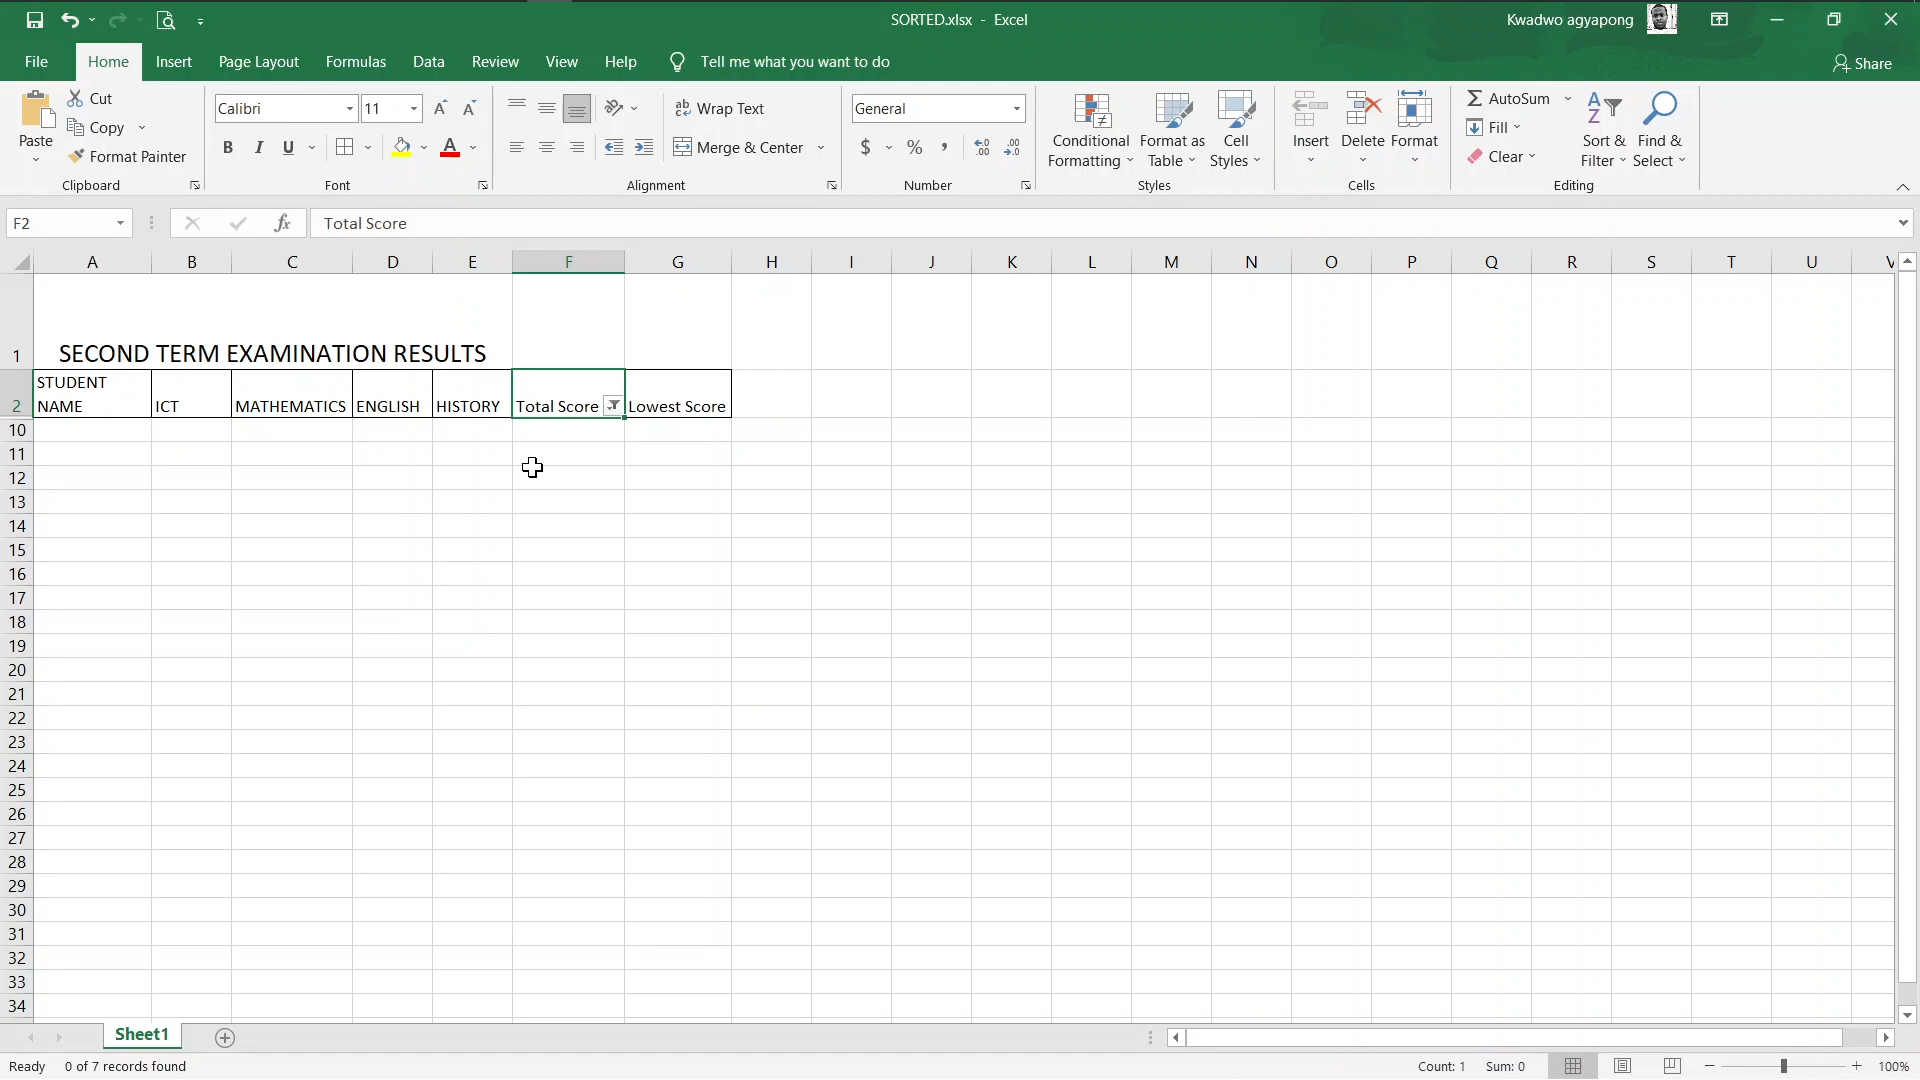 SORTED.xlsx - Excel
Kwadwo agyapong
File Home Insert Page Layout Formulas Data Review View Help Tell me what you want to do
Share
Paste
Cut
Copy
Format Painter
Clipboard
Calibri 11
A A
B I U A
Font
ab Wrap Text
Merge & Center
Alignment
General
$ % ,
Number
Conditional Formatting
Format as Table
Cell Styles
Styles
Insert Delete Format
Cells
AutoSum
Fill
Clear
Sort & Filter
Find & Select
Editing
F2
fx
Total Score
A B C D E F G H I J K L M N O P Q R S T U V
1 SECOND TERM EXAMINATION RESULTS
STUDENT
2 NAME ICT MATHEMATICS ENGLISH HISTORY Total Score Lowest Score
10
11
12
13
14
15
16
17
18
19
20
21
22
23
24
25
26
27
28
29
30
31
32
33
34
Sheet1
Ready 0 of 7 records found Count: 1 Sum: 0 100%